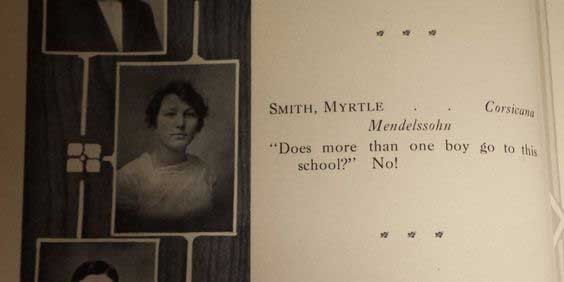 SMITH, MYRTLE . . Corsicana
Mendelssohn
"Does more than one boy go to this
school?" No!